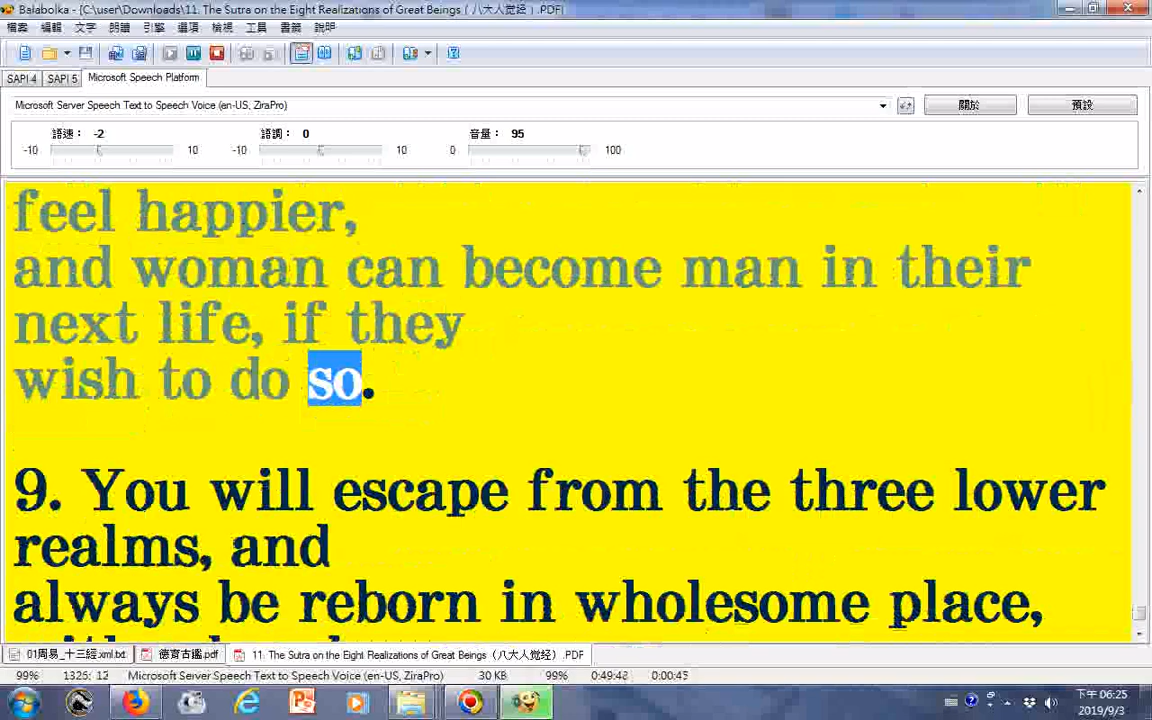 Balabolka - [C:\user\Downloads\11. The Sutra on the Eight Realizations of Great Beings（八大人觉经）.PDF]
檔案 編輯 文字 朗讀 引擎 選項 檢視 工具 書籤 說明
SAPI 4 SAPI 5 Microsoft Speech Platform
Microsoft Server Speech Text to Speech Voice (en-US, ZiraPro) 關於 預設
語速： -2 語調： 0 音量： 95
-10 10 -10 10 0 100
feel happier,
and woman can become man in their
next life, if they
wish to do so.
9. You will escape from the three lower
realms, and
always be reborn in wholesome place,
01周易_十三經.xml.txt 德育古鑑.pdf 11. The Sutra on the Eight Realizations of Great Beings（八大人觉经）.PDF
99% 1325: 12 Microsoft Server Speech Text to Speech Voice (en-US, ZiraPro) 30 KB 99% 0:49:42 0:00:45
下午 06:25
2019/9/3